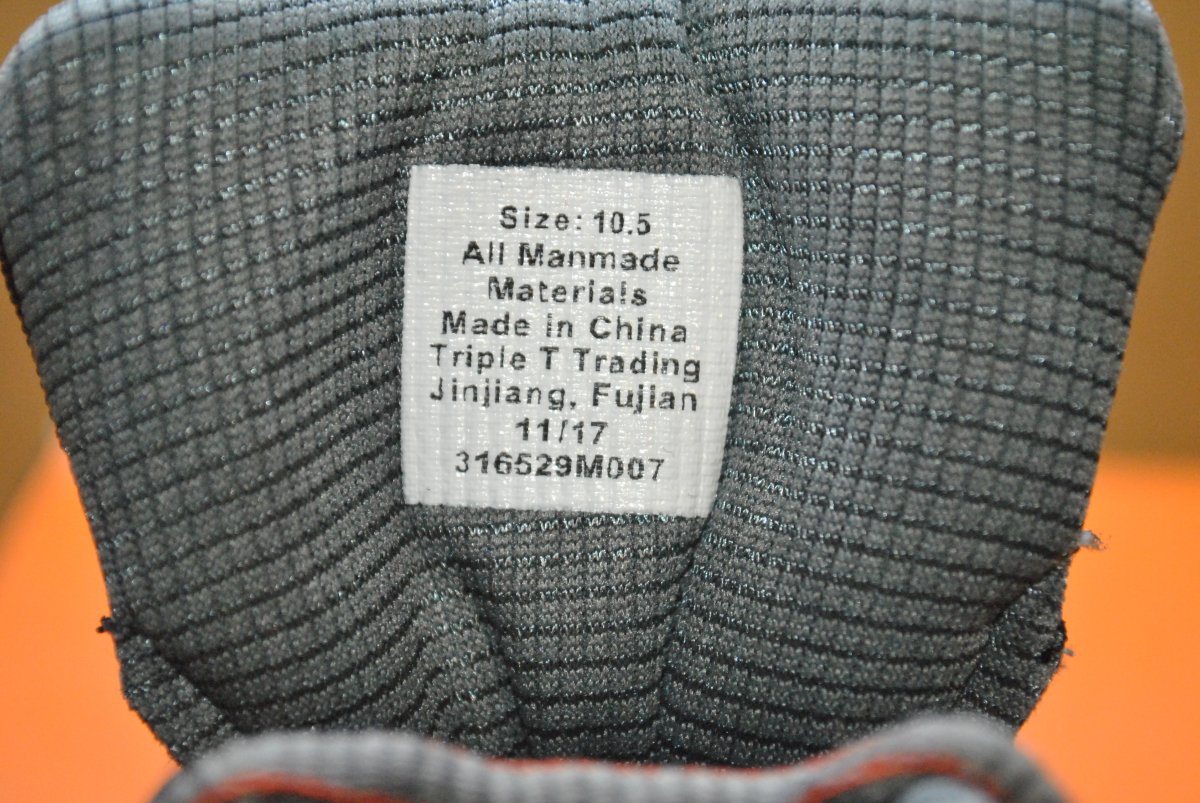 Size: 10.5
All Manmade
Materials
Made in China
Triple T Trading
Jinjiang, Fujian
11/17
316529M007